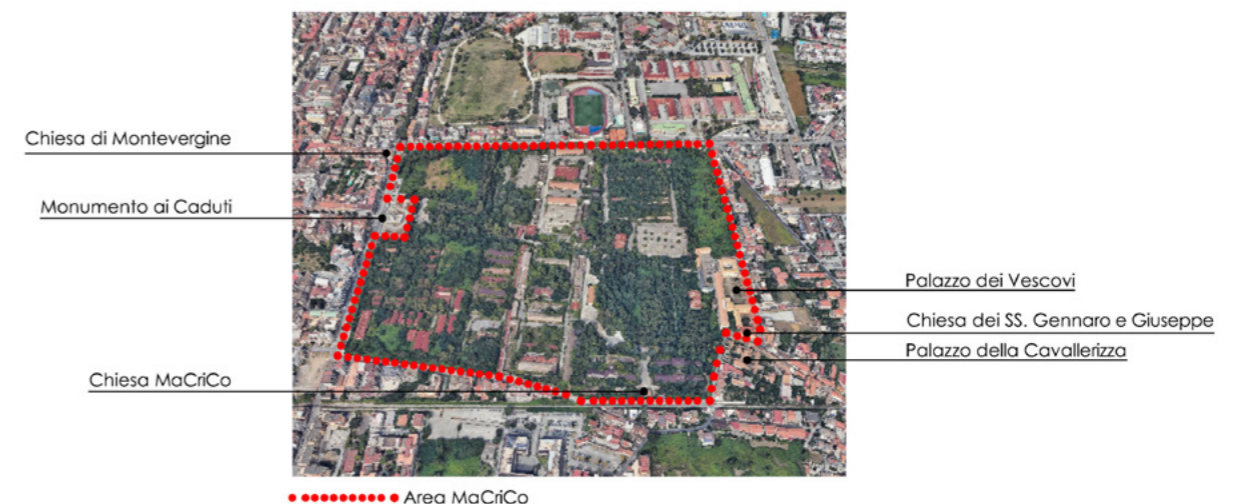 Chiesa di Montevergine
Monumento ai Caduti
Palazzo dei Vescovi
Chiesa dei SS. Gennaro e Giuseppe
Palazzo della Cavallerizza
Chiesa MaCriCo
Area MaCriCo